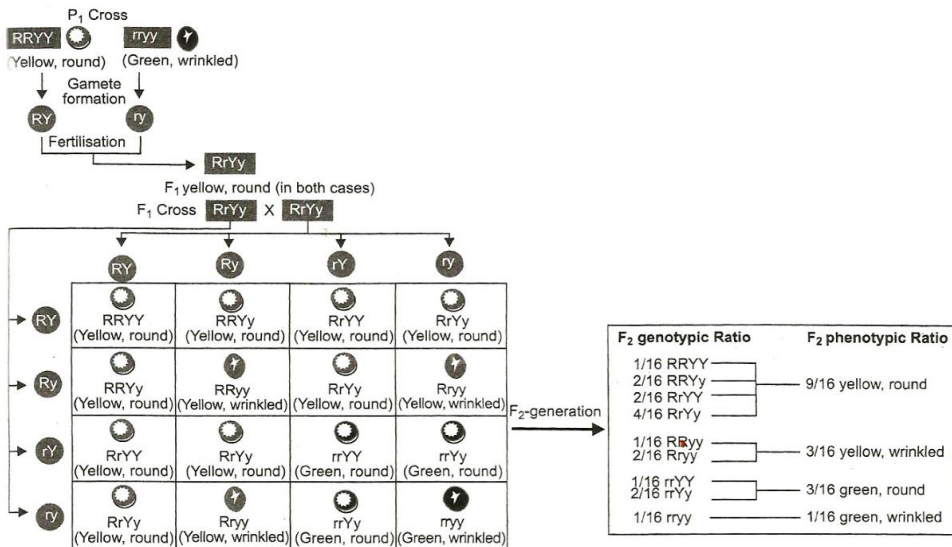 P1 Cross
RRYY rryy
(Yellow, round) (Green, wrinkled)
Gamete
formation
RY ry
Fertilisation
RrYy
F1 yellow, round (in both cases)
F1 Cross RrYy X RrYy
RY Ry rY ry
RY RRYY RRYy RrYY RrYy
(Yellow, round) (Yellow, round) (Yellow, round) (Yellow, round)
Ry RRYy RRyy RrYy Rryy
(Yellow, round) (Yellow, wrinkled) (Yellow, round) (Yellow, wrinkled)
rY RrYY RrYy rrYY rrYy
(Yellow, round) (Yellow, round) (Green, round) (Green, round)
ry RrYy Rryy rrYy rryy
(Yellow, round) (Yellow, wrinkled) (Green, round) (Green, wrinkled)
F2-generation
F2 genotypic Ratio F2 phenotypic Ratio
1/16 RRYY
2/16 RRYy
2/16 RrYY
4/16 RrYy
9/16 yellow, round
1/16 RRyy
2/16 Rryy
3/16 yellow, wrinkled
1/16 rrYY
2/16 rrYy
3/16 green, round
1/16 rryy 1/16 green, wrinkled